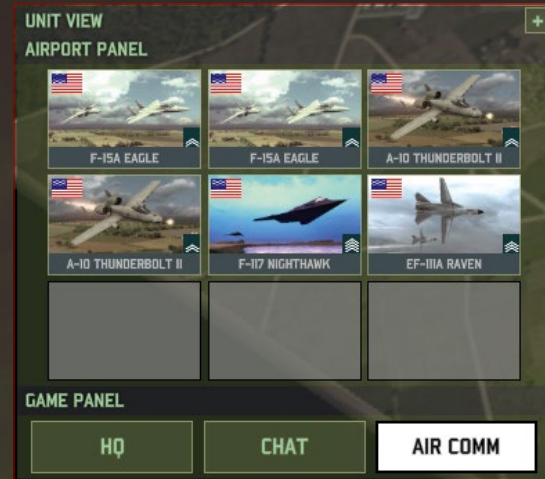 UNIT VIEW
+
AIRPORT PANEL
F-15A EAGLE
F-15A EAGLE
A-10 THUNDERBOLT II
A-10 THUNDERBOLT II
F-117 NIGHTHAWK
EF-111A RAVEN
GAME PANEL
HQ
CHAT
AIR COMM